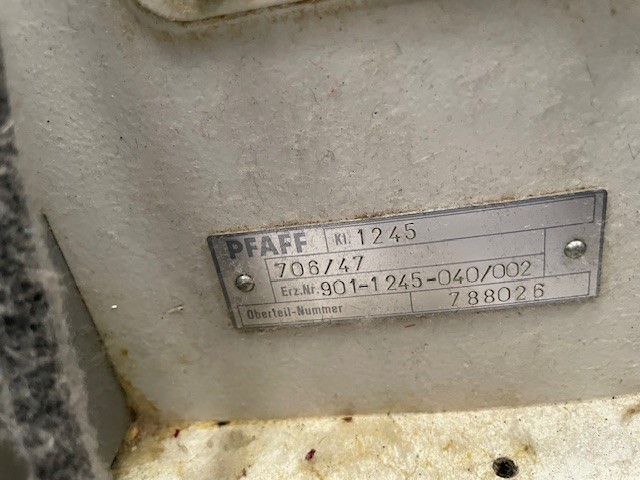 PFAFF Kl. 1245
706/47
Erz.Nr. 901-1245-040/002
Oberteil-Nummer 788026